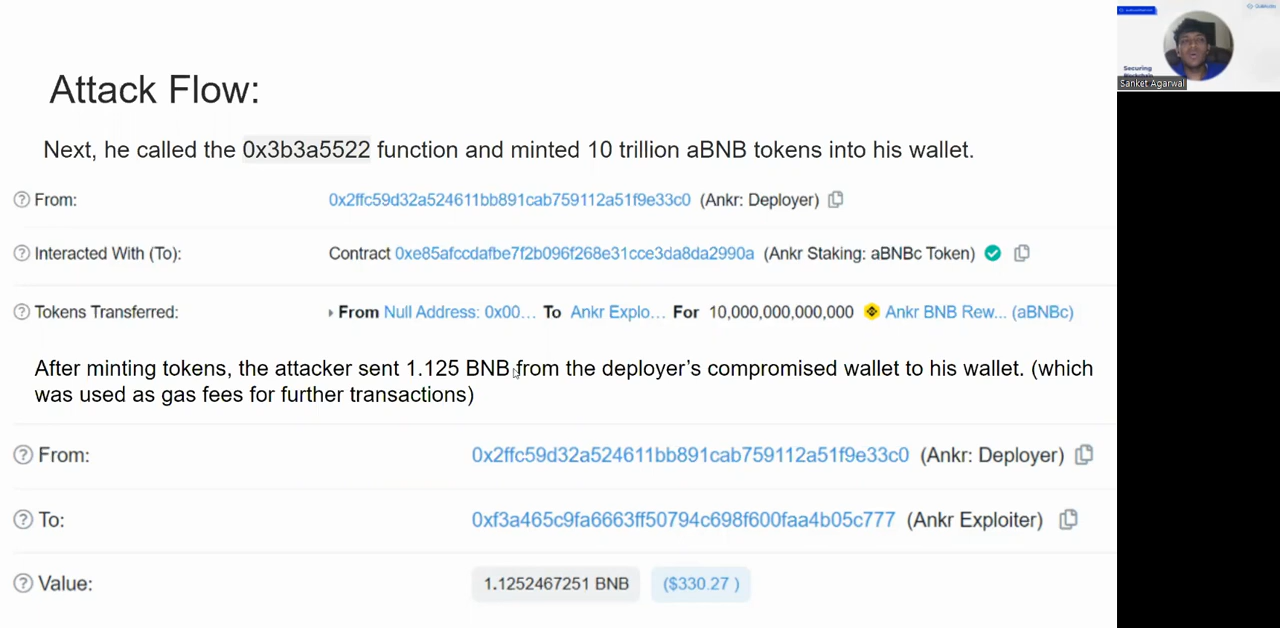 Attack Flow:
Next, he called the 0x3b3a5522 function and minted 10 trillion aBNB tokens into his wallet.
From: 0x2ffc59d32a524611bb891cab759112a51f9e33c0 (Ankr: Deployer)
Interacted With (To): Contract 0xe85afccdafbe7f2b096f268e31cce3da8da2990a (Ankr Staking: aBNBc Token)
Tokens Transferred: From Null Address: 0x00... To Ankr Explo... For 10,000,000,000,000 Ankr BNB Rew... (aBNBc)
After minting tokens, the attacker sent 1.125 BNB from the deployer's compromised wallet to his wallet. (which
was used as gas fees for further transactions)
From: 0x2ffc59d32a524611bb891cab759112a51f9e33c0 (Ankr: Deployer)
To: 0xf3a465c9fa6663ff50794c698f600faa4b05c777 (Ankr Exploiter)
Value: 1.1252467251 BNB ($330.27 )
Securing
Sanket Agarwal